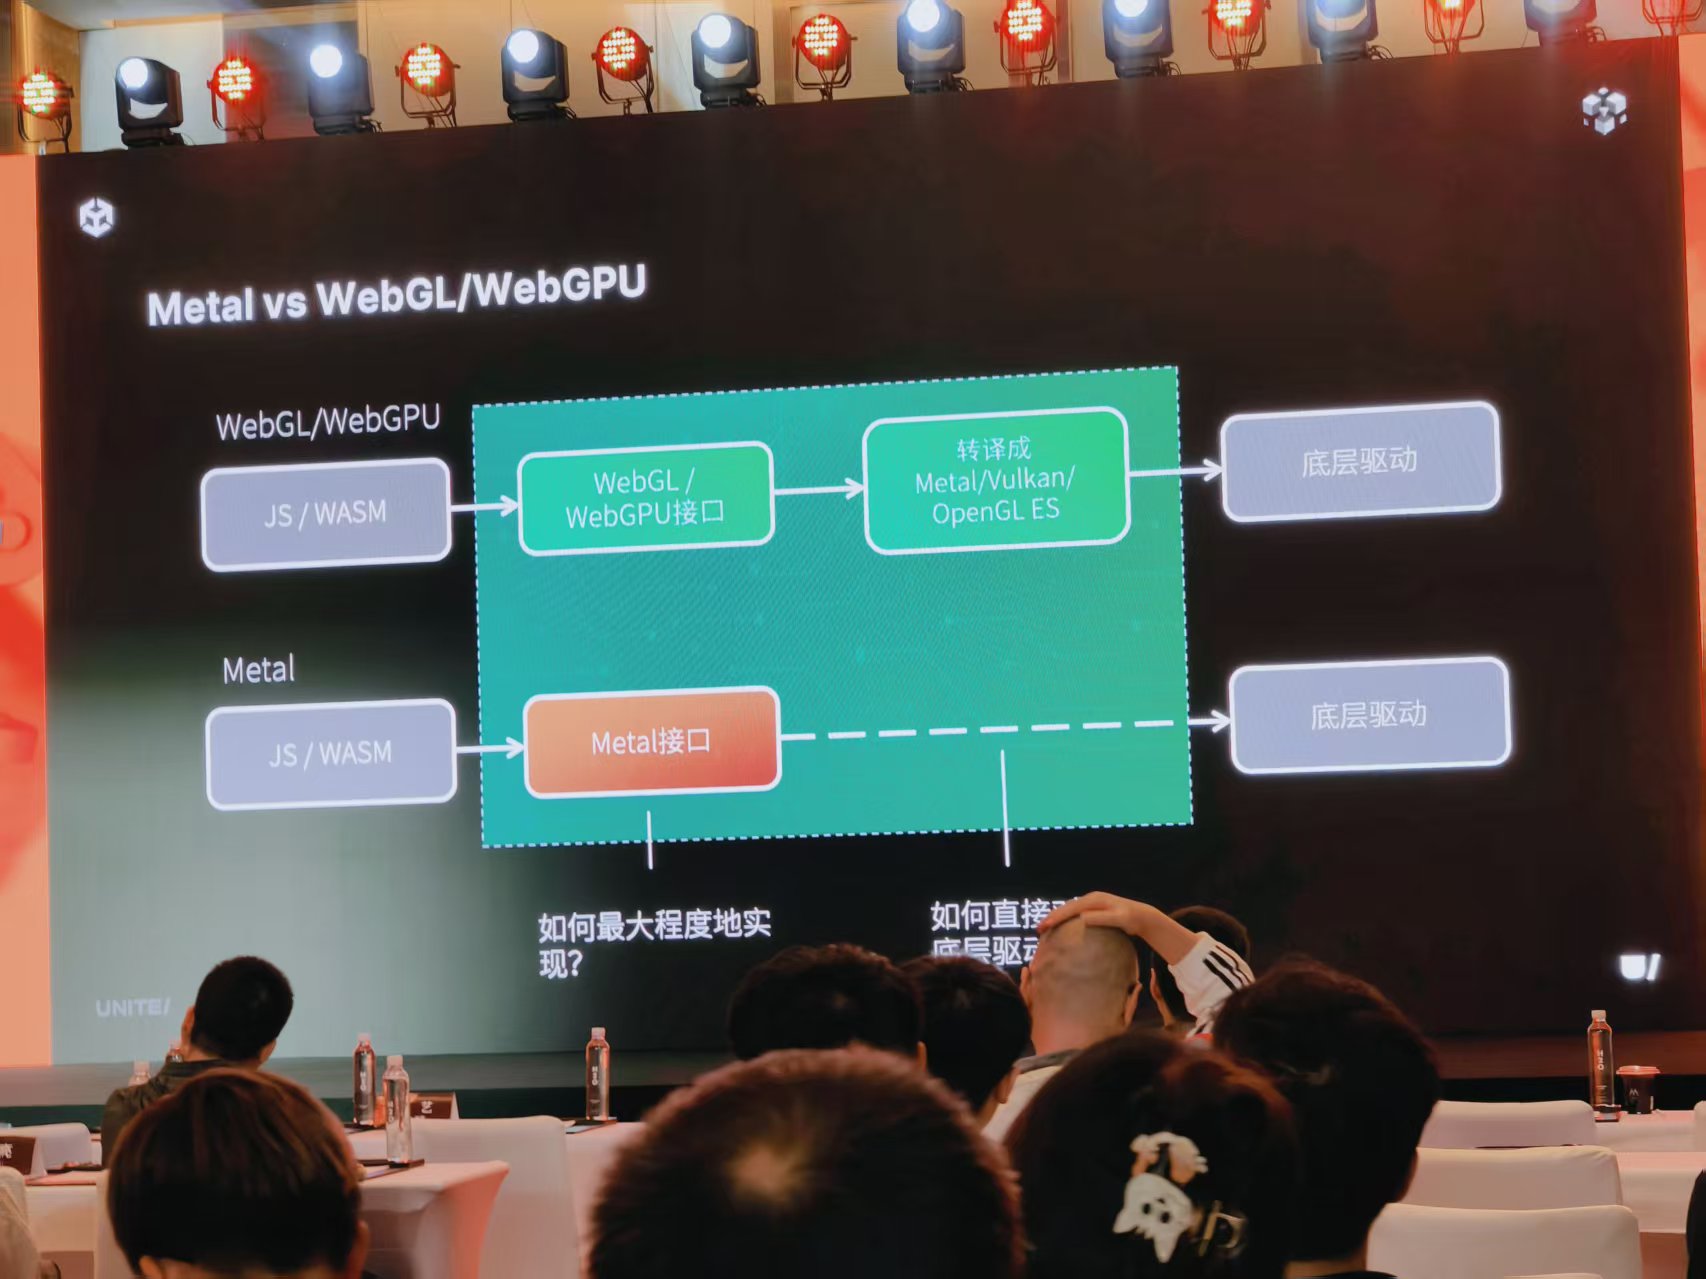 Metal vs WebGL/WebGPU
WebGL/WebGPU
JS / WASM
WebGL /
WebGPU接口
转译成
Metal/Vulkan/
OpenGL ES
底层驱动
Metal
JS / WASM
Metal接口
底层驱动
如何最大程度地实
现?
如何直接
底层驱动
UNITE/
U/
H2O
艺